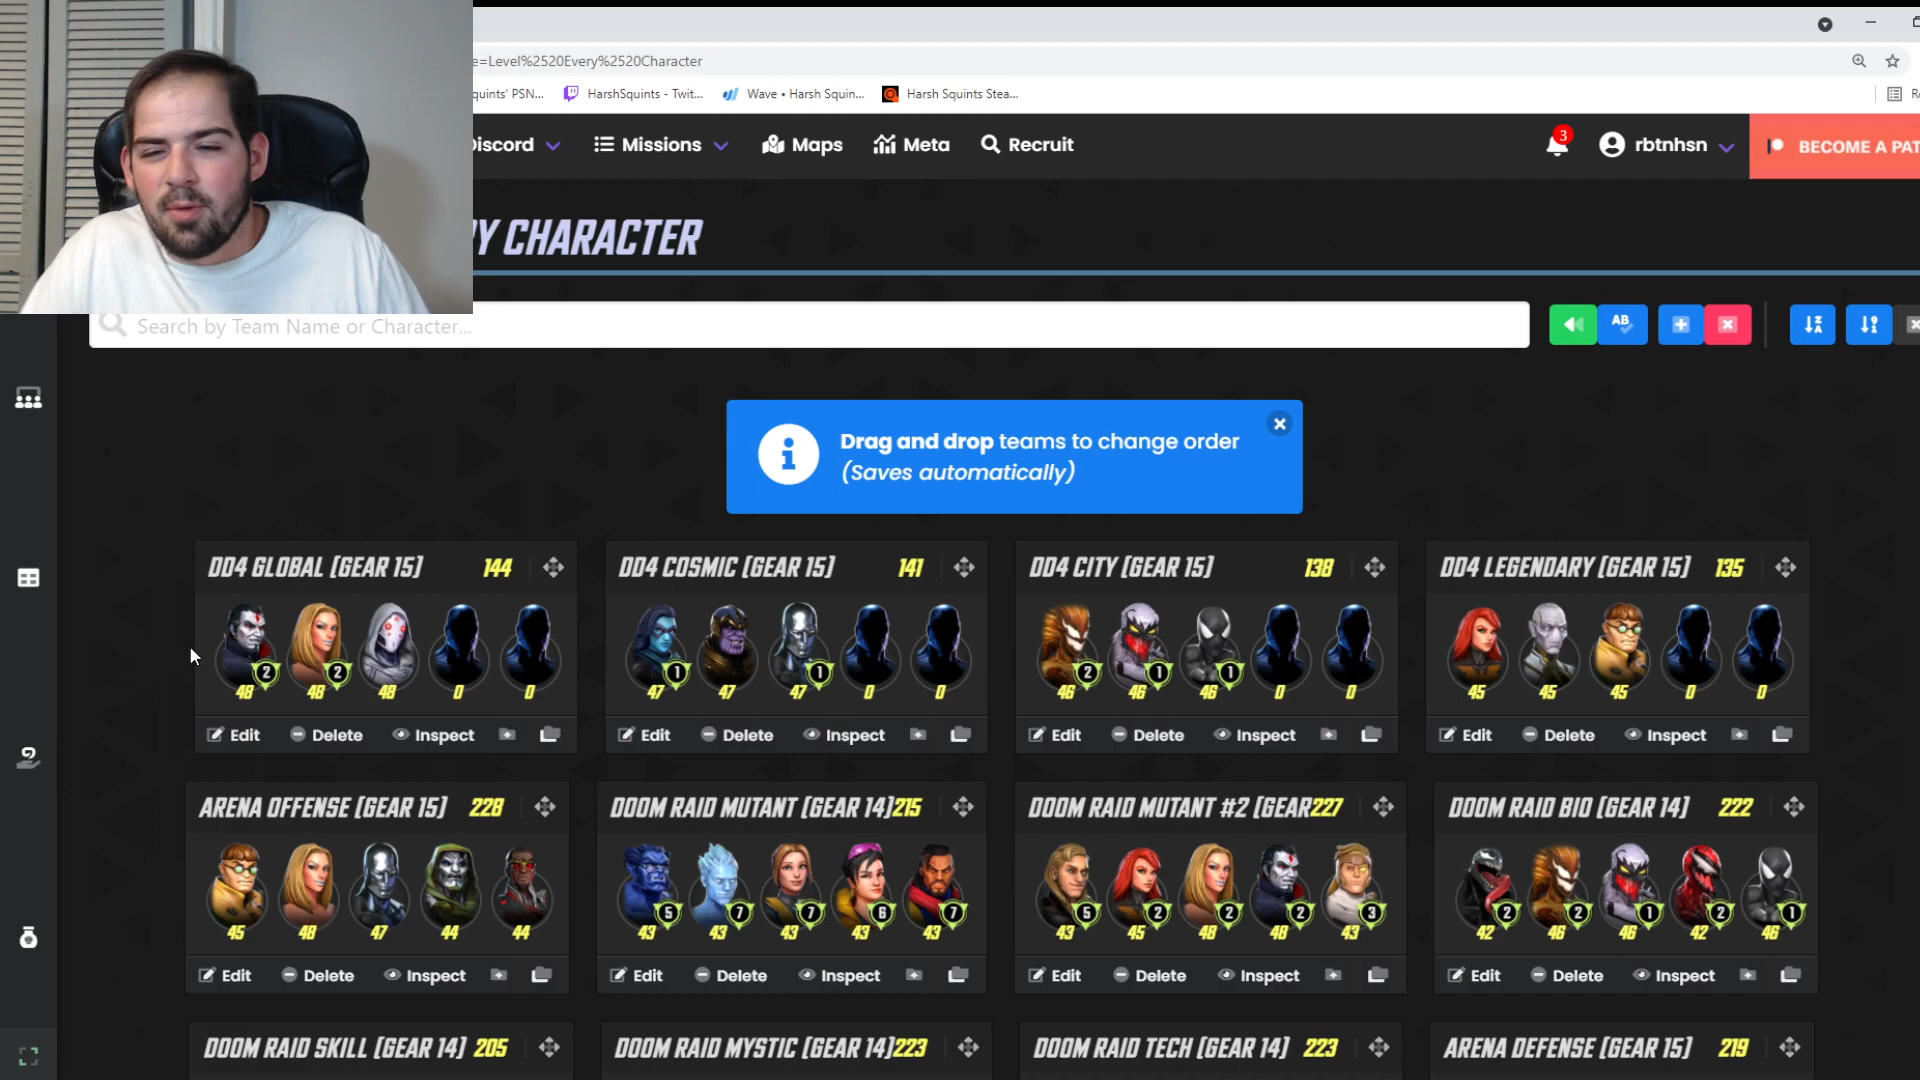 e=Level%2520Every%2520Character
quints' PSN... HarshSquints - Twit... Wave • Harsh Squin... Harsh Squints Stea...
iscord Missions Maps Meta Recruit 3 rbtnhsn BECOME A PAT
Y CHARACTER
Search by Team Name or Character...
Drag and drop teams to change order
(Saves automatically)
DD4 GLOBAL [GEAR 15] 144 DD4 COSMIC [GEAR 15] 141 DD4 CITY [GEAR 15] 138 DD4 LEGENDARY [GEAR 15] 135
2 2 1 1 2 1 1
48 48 48 0 0 47 47 47 0 0 46 46 46 0 0 45 45 45 0 0
Edit Delete Inspect Edit Delete Inspect Edit Delete Inspect Edit Delete Inspect
ARENA OFFENSE [GEAR 15] 228 DOOM RAID MUTANT [GEAR 14] 215 DOOM RAID MUTANT #2 [GEAR 227 DOOM RAID BIO [GEAR 14] 222
5 7 7 6 7 5 2 2 2 3 2 2 1 2 1
45 48 47 44 44 43 43 43 43 43 43 45 48 48 43 42 46 46 42 46
Edit Delete Inspect Edit Delete Inspect Edit Delete Inspect Edit Delete Inspect
DOOM RAID SKILL [GEAR 14] 205 DOOM RAID MYSTIC [GEAR 14] 223 DOOM RAID TECH [GEAR 14] 223 ARENA DEFENSE [GEAR 15] 219